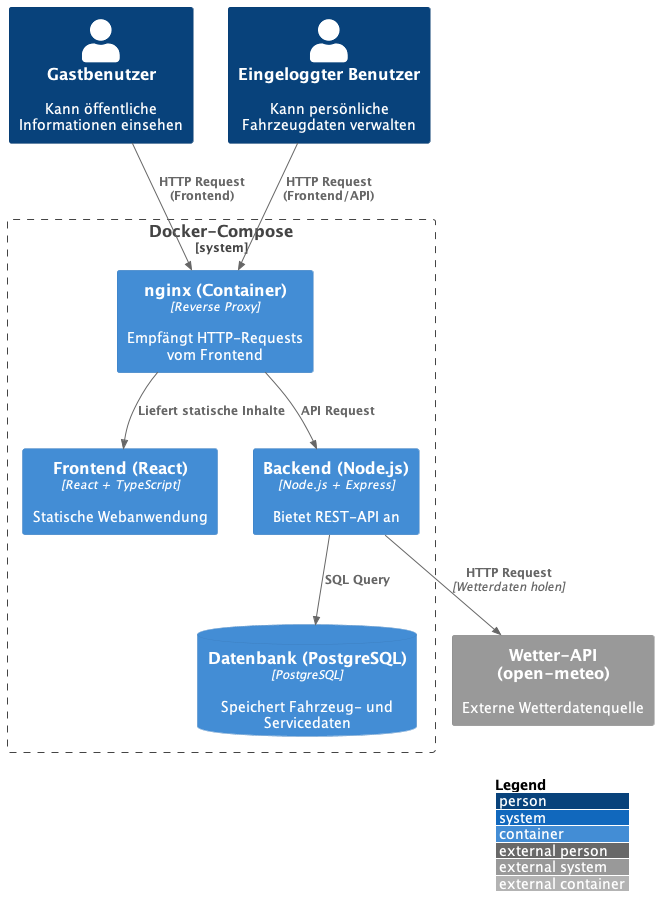 Gastbenutzer
Kann öffentliche
Informationen einsehen
Eingeloggter Benutzer
Kann persönliche
Fahrzeugdaten verwalten
HTTP Request
(Frontend)
HTTP Request
(Frontend/API)
Docker-Compose
[system]
nginx (Container)
[Reverse Proxy]
Empfängt HTTP-Requests
vom Frontend
Liefert statische Inhalte
API Request
Frontend (React)
[React + TypeScript]
Statische Webanwendung
Backend (Node.js)
[Node.js + Express]
Bietet REST-API an
SQL Query
HTTP Request
[Wetterdaten holen]
Datenbank (PostgreSQL)
[PostgreSQL]
Speichert Fahrzeug- und
Servicedaten
Wetter-API
(open-meteo)
Externe Wetterdatenquelle
Legend
person
system
container
external person
external system
external container